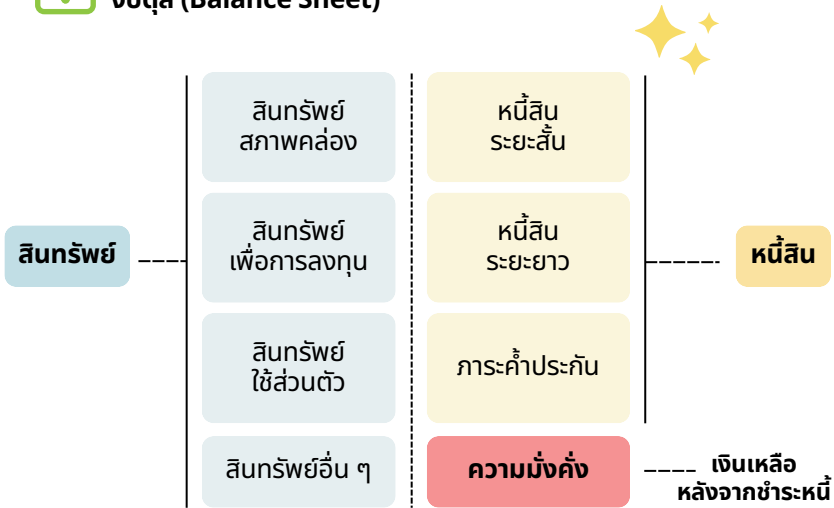 งบดุล (Balance Sheet)
สินทรัพย์
สินทรัพย์
สภาพคล่อง
สินทรัพย์
เพื่อการลงทุน
สินทรัพย์
ใช้ส่วนตัว
สินทรัพย์อื่น ๆ
หนี้สิน
ระยะสั้น
หนี้สิน
ระยะยาว
ภาระค้ำประกัน
ความมั่งคั่ง
หนี้สิน
เงินเหลือ
หลังจากชำระหนี้